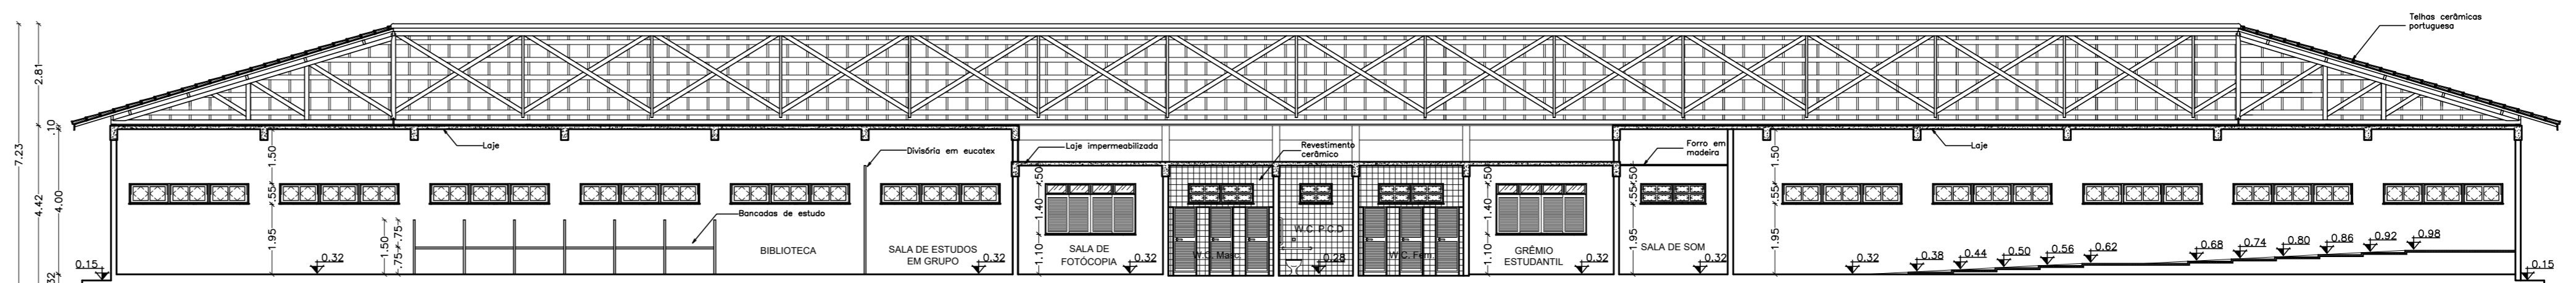 Telhas cerâmicas
portuguesa
7.23
2.81
4.42
.10
4.00
.32
0.15
Laje
1.50
.55
1.95
0.32
1.50
.75
.75
Bancadas de estudo
BIBLIOTECA
Divisória em eucatex
SALA DE ESTUDOS
EM GRUPO
0.32
Laje impermeabilizada
.50
1.40
1.10
SALA DE
FOTÓCOPIA
0.32
Revestimento
cerâmico
W.C. Masc.
W.C P.C.D
0.28
W.C. Fem.
.50
1.40
1.10
GRÊMIO
ESTUDANTIL
0.32
Forro em
madeira
.50
.55
1.95
SALA DE SOM
0.32
Laje
1.50
.55
1.95
0.32
0.38
0.44
0.50
0.56
0.62
0.68
0.74
0.80
0.86
0.92
0.98
0.15